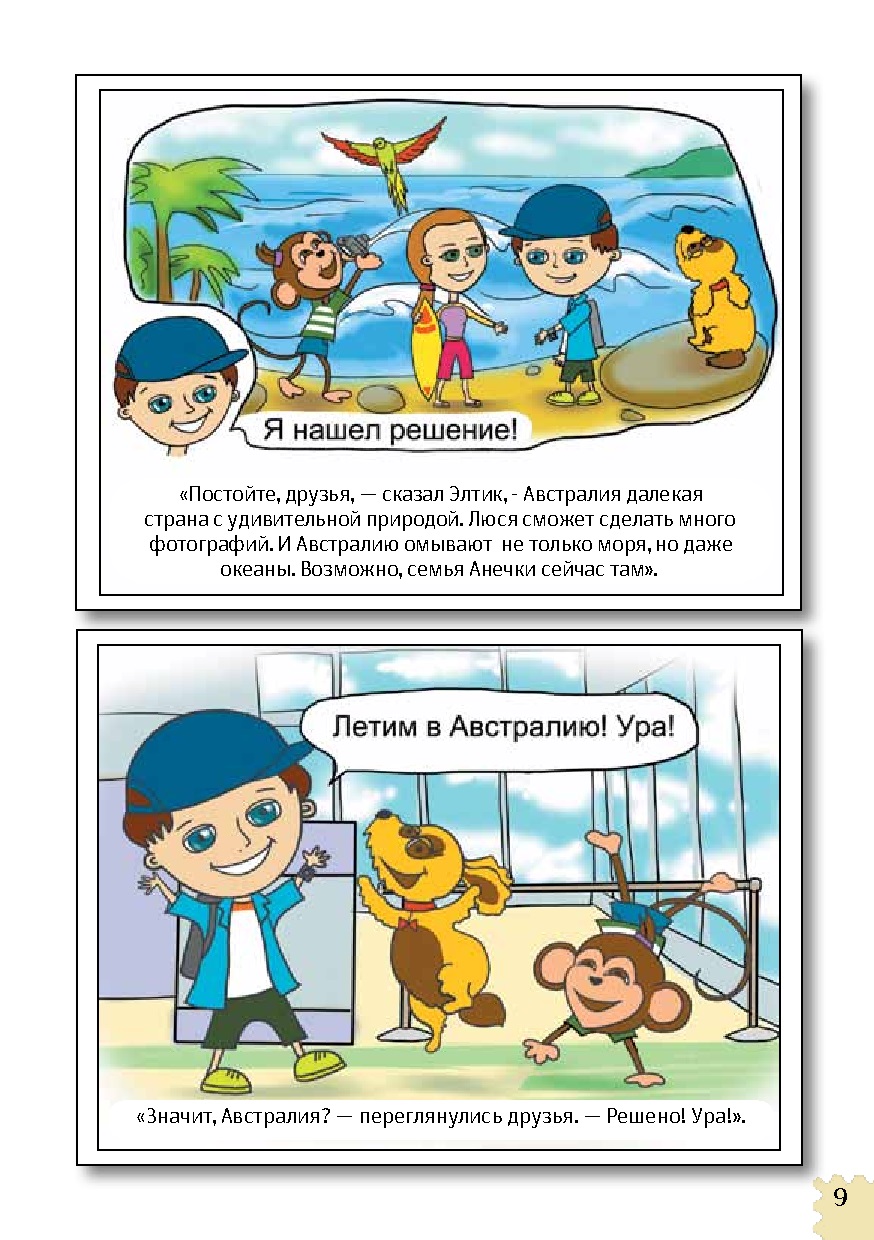 Я нашел решение!
«Постойте, друзья, — сказал Элтик, - Австралия далекая
страна с удивительной природой. Люся сможет сделать много
фотографий. И Австралию омывают не только моря, но даже
океаны. Возможно, семья Анечки сейчас там».
Летим в Австралию! Ура!
«Значит, Австралия? — переглянулись друзья. — Решено! Ура!».
9